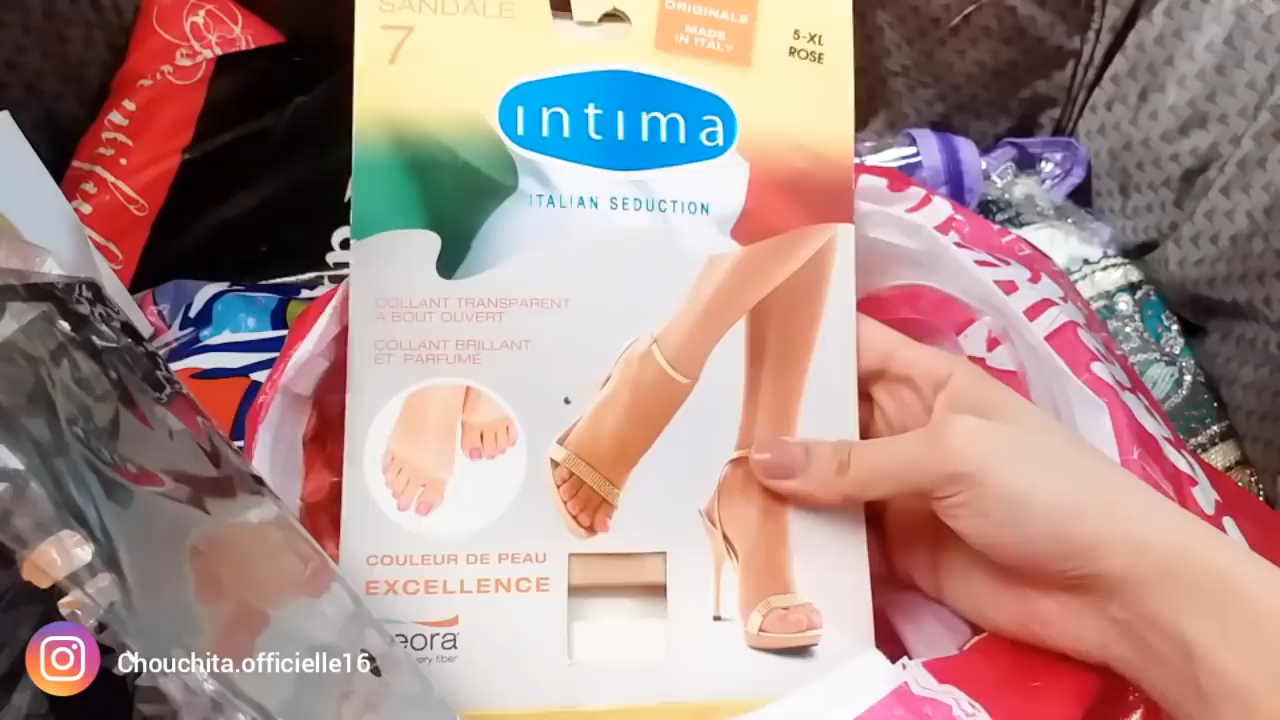 SANDALE
7
ORIGINALE
MADE
IN ITALY
5-XL
ROSE
intima
ITALIAN SEDUCTION
COLLANT TRANSPARENT
A BOUT OUVERT
COLLANT BRILLANT
ET PARFUMÉ
COULEUR DE PEAU
EXCELLENCE
Chouchita.officielle16